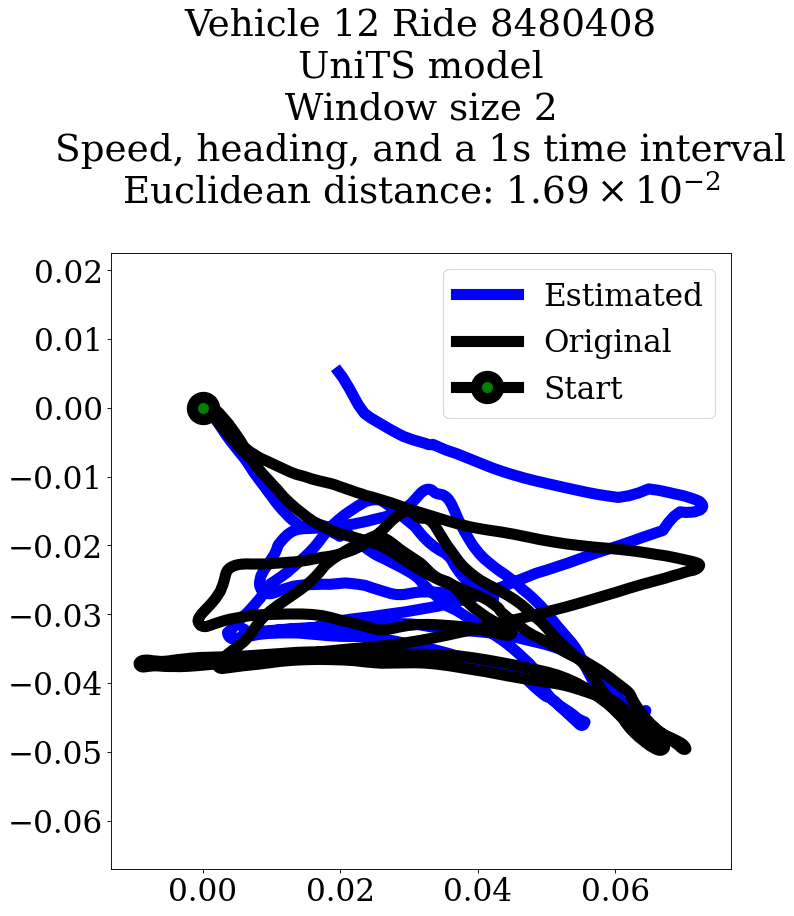 Vehicle 12 Ride 8480408
UniTS model
Window size 2
Speed, heading, and a 1s time interval
Euclidean distance: 1.69 × 10⁻²
Estimated
Original
Start
0.02
0.01
0.00
−0.01
−0.02
−0.03
−0.04
−0.05
−0.06
0.00 0.02 0.04 0.06